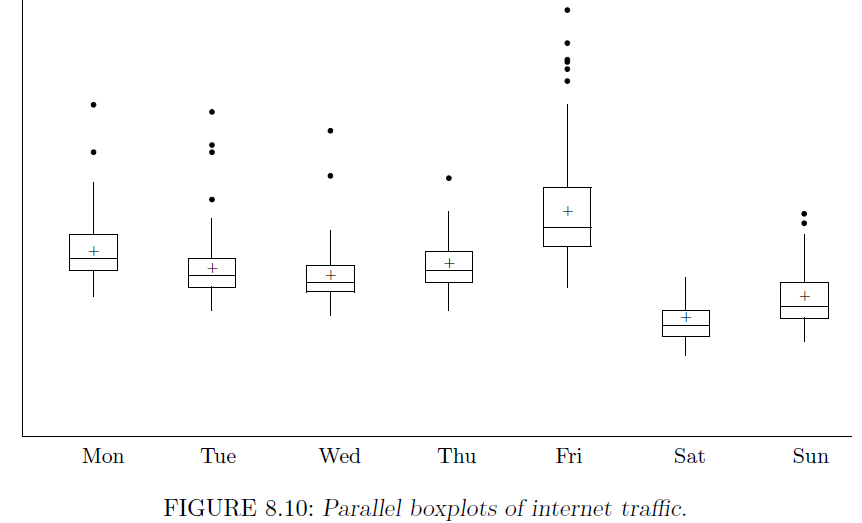 Mon Tue Wed Thu Fri Sat Sun
FIGURE 8.10: Parallel boxplots of internet traffic.